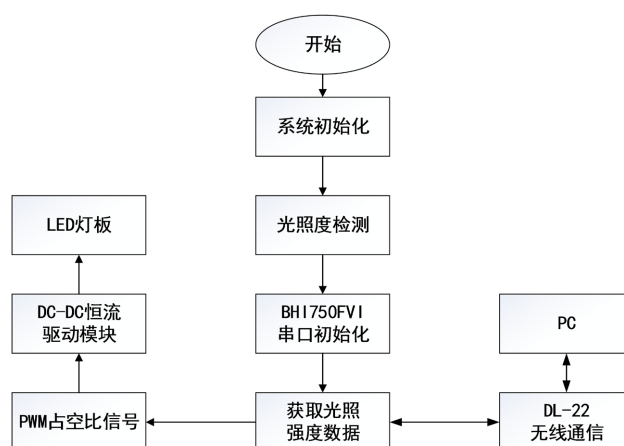 开始
系统初始化
光照度检测
LED灯板
DC-DC恒流
驱动模块
BHI750FVI
串口初始化
PC
PWM占空比信号
获取光照
强度数据
DL-22
无线通信